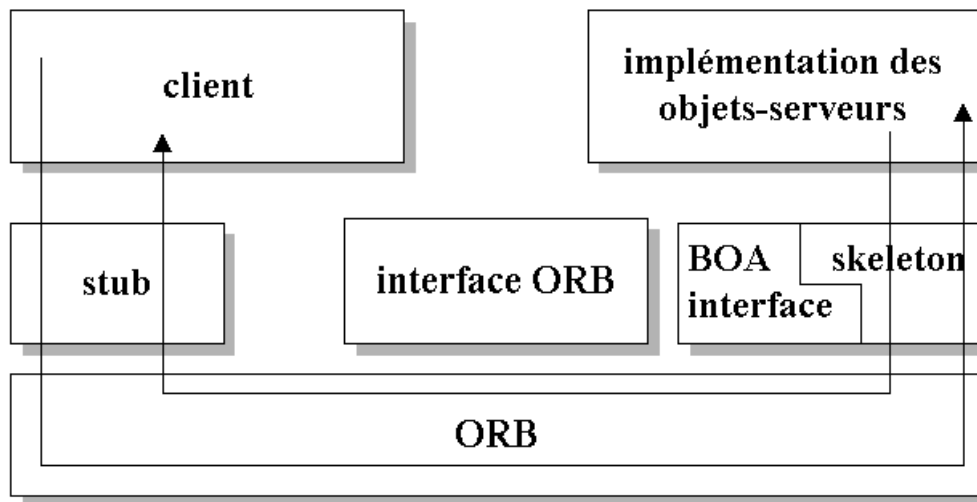 client
implémentation des
objets-serveurs
stub
interface ORB
BOA
interface
skeleton
ORB